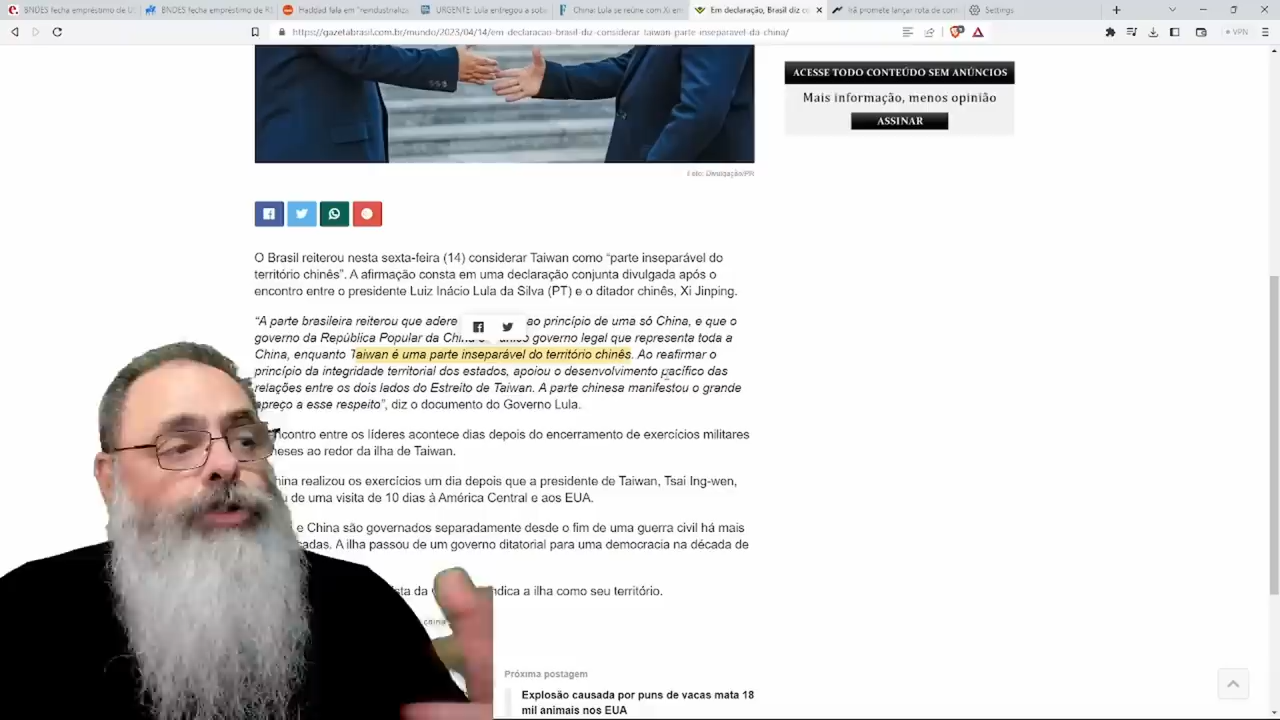 BNDES fecha empréstimo de U
BNDES fecha empréstimo de R$
Haddad fala em "reindustrializ
URGENTE: Lula entregou a sobe
China: Lula se reúne com Xi em
Em declaração, Brasil diz c
Irã promete lançar rota de com
Settings
https://gazetabrasil.com.br/mundo/2023/04/14/em-declaracao-brasil-diz-considerar-taiwan-parte-inseparavel-da-china/
VPN
ACESSE TODO CONTEÚDO SEM ANÚNCIOS
Mais informação, menos opinião
ASSINAR
Foto: Divulgação/PR
O Brasil reiterou nesta sexta-feira (14) considerar Taiwan como “parte inseparável do
território chinês”. A afirmação consta em uma declaração conjunta divulgada após o
encontro entre o presidente Luiz Inácio Lula da Silva (PT) e o ditador chinês, Xi Jinping.
“A parte brasileira reiterou que adere ao princípio de uma só China, e que o
governo da República Popular da China governo legal que representa toda a
China, enquanto Taiwan é uma parte inseparável do território chinês. Ao reafirmar o
princípio da integridade territorial dos estados, apoiou o desenvolvimento pacífico das
relações entre os dois lados do Estreito de Taiwan. A parte chinesa manifestou o grande
apreço a esse respeito”, diz o documento do Governo Lula.
encontro entre os líderes acontece dias depois do encerramento de exercícios militares
neses ao redor da ilha de Taiwan.
hina realizou os exercícios um dia depois que a presidente de Taiwan, Tsai Ing-wen,
u de uma visita de 10 dias à América Central e aos EUA.
e China são governados separadamente desde o fim de uma guerra civil há mais
cadas. A ilha passou de um governo ditatorial para uma democracia na década de
sta da ndica a ilha como seu território.
china
Próxima postagem
Explosão causada por puns de vacas mata 18
mil animais nos EUA